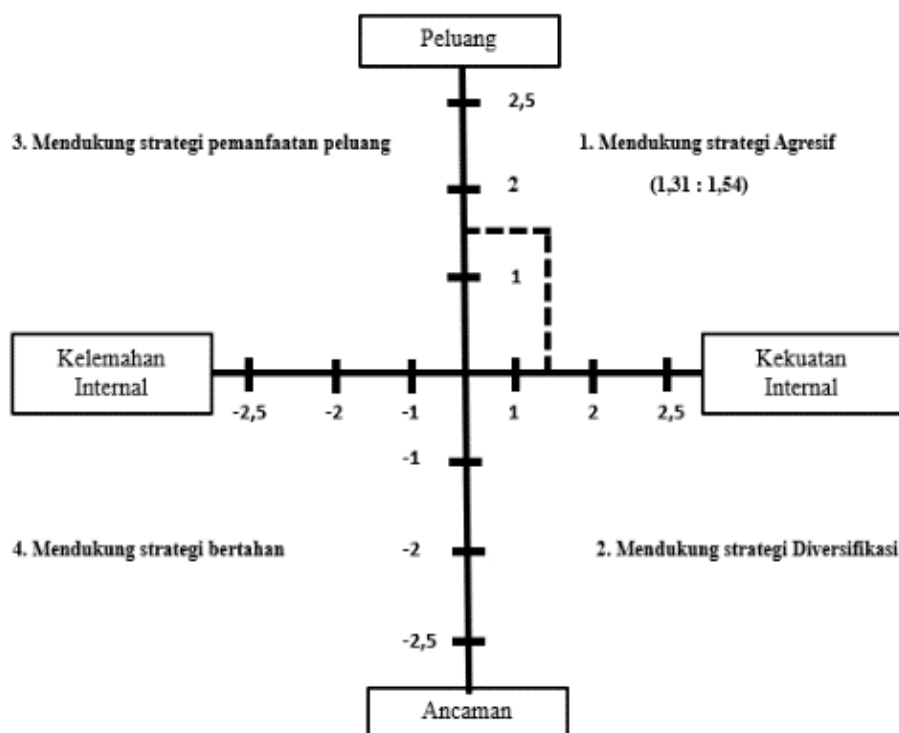 Peluang
2,5
3. Mendukung strategi pemanfaatan peluang
1. Mendukung strategi Agresif
(1,31 : 1,54)
2
1
Kelemahan
Internal
Kekuatan
Internal
-2,5
-2
-1
1
2
2,5
-1
4. Mendukung strategi bertahan
-2
2. Mendukung strategi Diversifikasi
-2,5
Ancaman